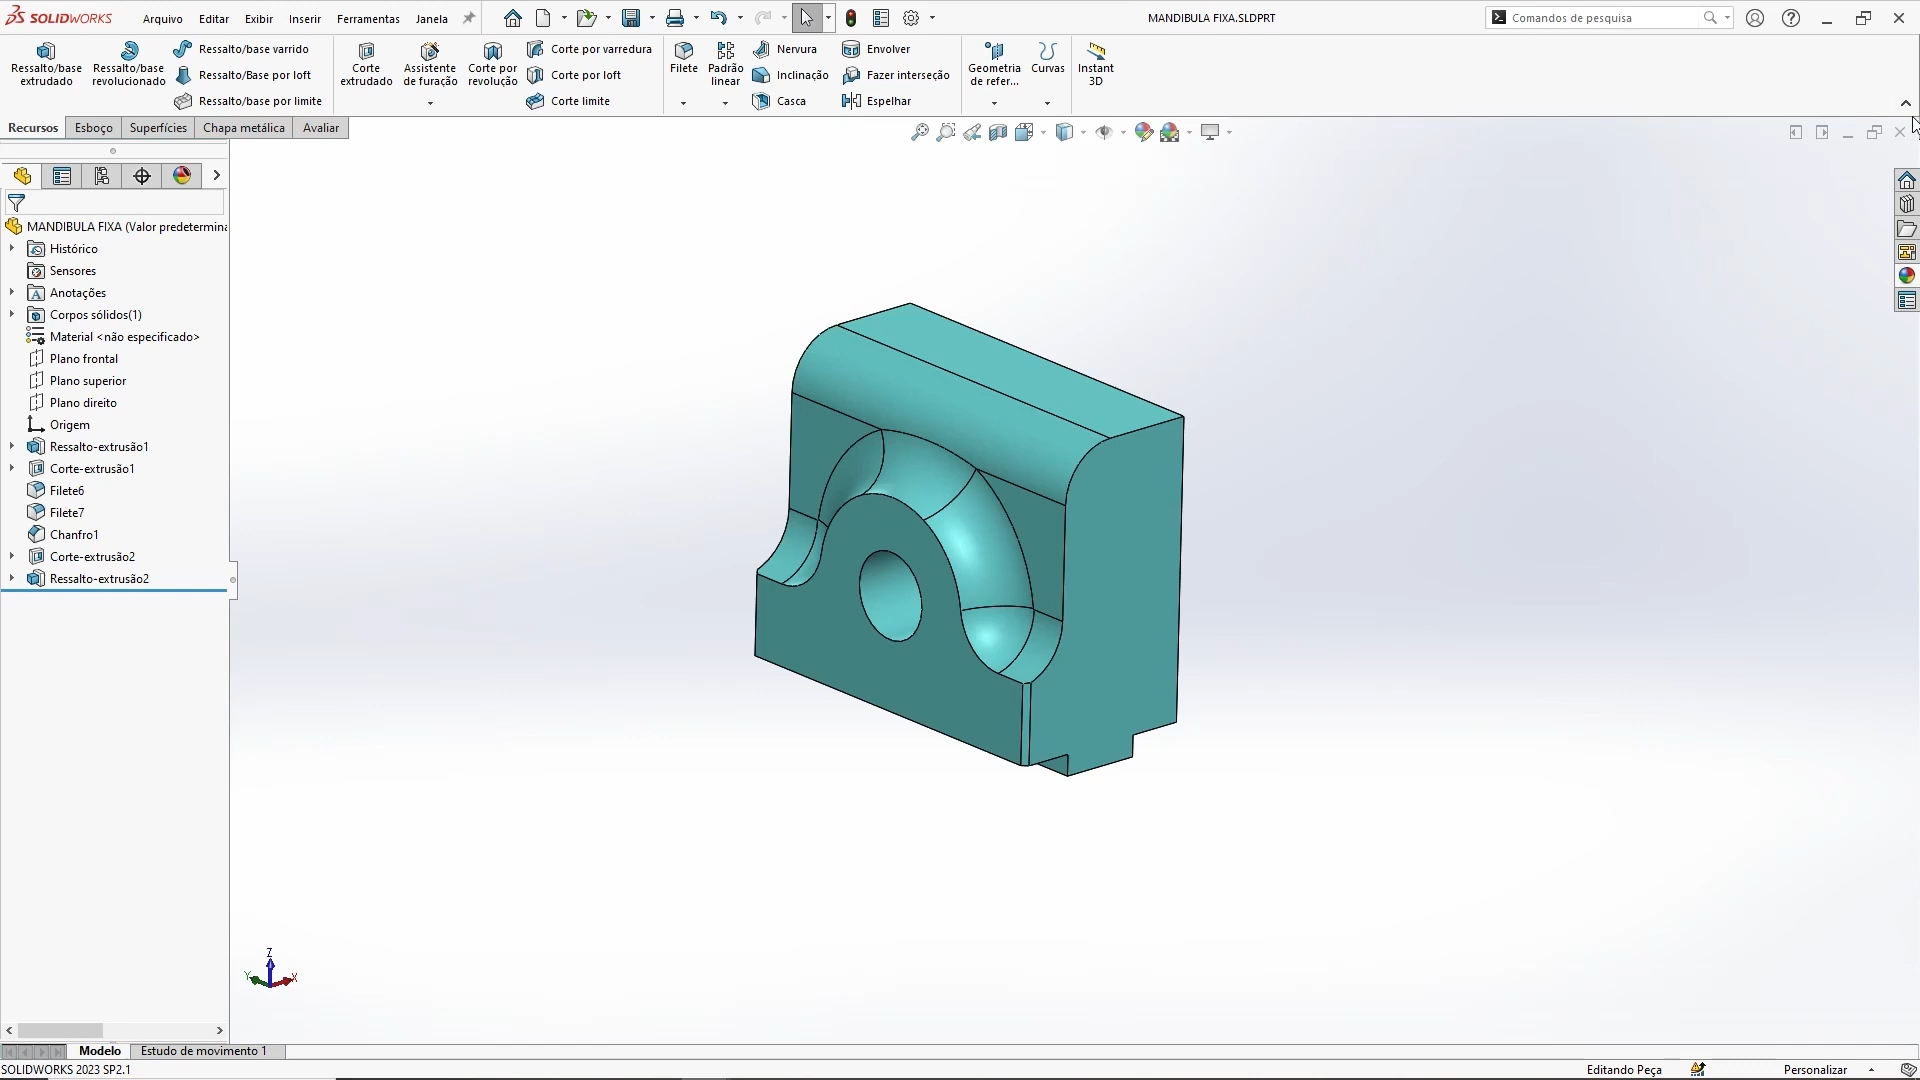 SOLIDWORKS Arquivo Editar Exibir Inserir Ferramentas Janela MANDIBULA FIXA.SLDPRT Comandos de pesquisa
Ressalto/base extrudado
Ressalto/base revolucionado
Ressalto/base varrido
Ressalto/Base por loft
Ressalto/base por limite
Corte extrudado
Assistente de furação
Corte por revolução
Corte por varredura
Corte por loft
Corte limite
Filete
Padrão linear
Nervura
Inclinação
Casca
Envolver
Fazer interseção
Espelhar
Geometria de refer...
Curvas
Instant 3D
Recursos Esboço Superfícies Chapa metálica Avaliar
MANDIBULA FIXA (Valor predetermina
Histórico
Sensores
Anotações
Corpos sólidos(1)
Material <não especificado>
Plano frontal
Plano superior
Plano direito
Origem
Ressalto-extrusão1
Corte-extrusão1
Filete6
Filete7
Chanfro1
Corte-extrusão2
Ressalto-extrusão2
Z
Y X
Modelo Estudo de movimento 1
SOLIDWORKS 2023 SP2.1 Editando Peça Personalizar